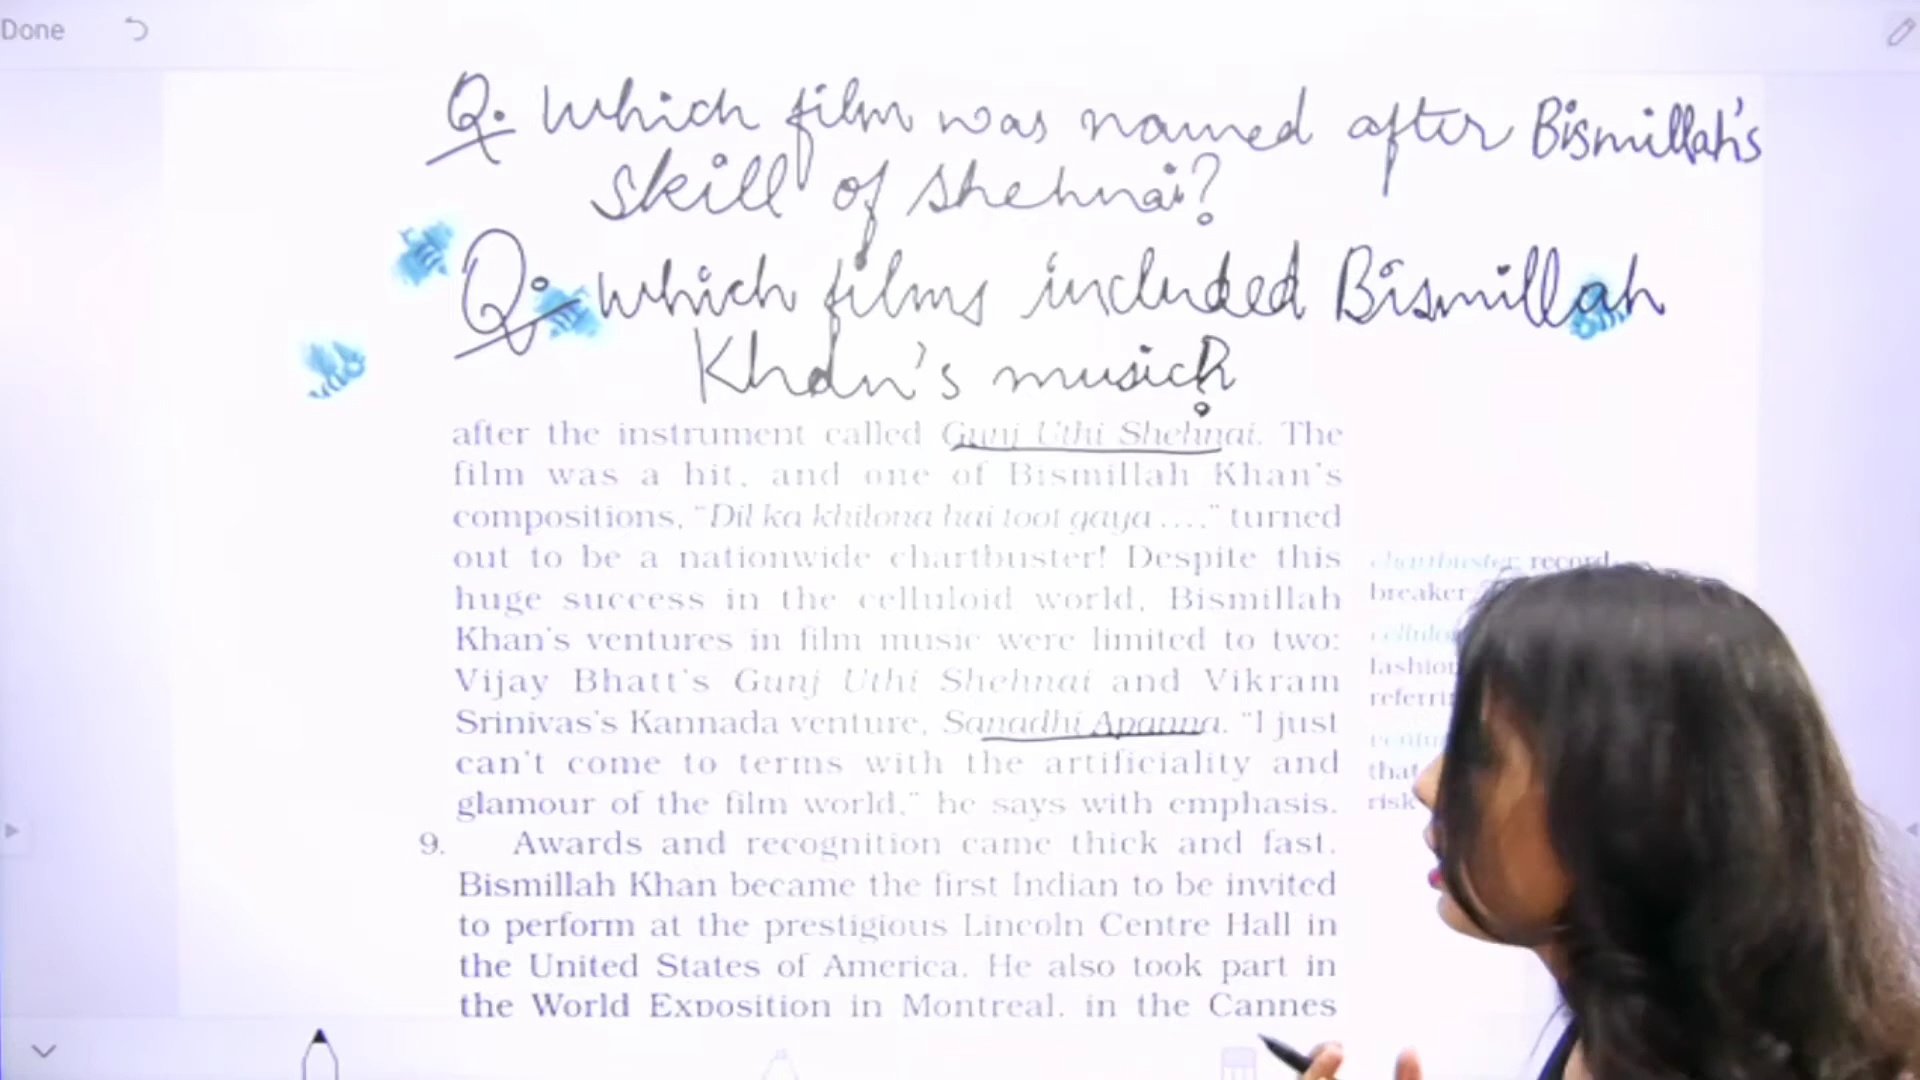 Done
Q. Which film was named after Bismillah's
skill of shehnai?
Q. which films included Bismillah
Khan's music?
after the instrument called Gunj Uthi Shehnai. The
film was a hit, and one of Bismillah Khan's
compositions, "Dil ka khilona hai toot gaya ....," turned
out to be a nationwide chartbuster! Despite this
huge success in the celluloid world, Bismillah
Khan's ventures in film music were limited to two:
Vijay Bhatt's Gunj Uthi Shehnai and Vikram
Srinivas's Kannada venture, Sanadhi Apanna. "I just
can't come to terms with the artificiality and
glamour of the film world," he says with emphasis.
9. Awards and recognition came thick and fast.
Bismillah Khan became the first Indian to be invited
to perform at the prestigious Lincoln Centre Hall in
the United States of America. He also took part in
the World Exposition in Montreal, in the Cannes
chartbuster: record
breaker
that
risk